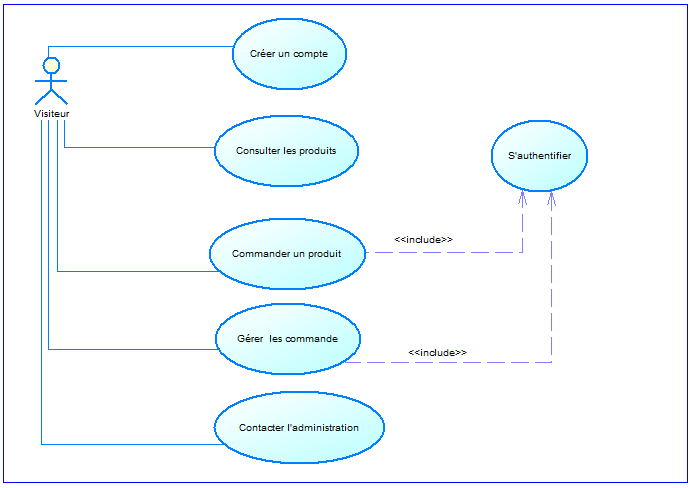 Créer un compte
Visiteur
Consulter les produits
S'authentifier
<<include>>
Commander un produit
Gérer les commande
<<include>>
Contacter l'administration